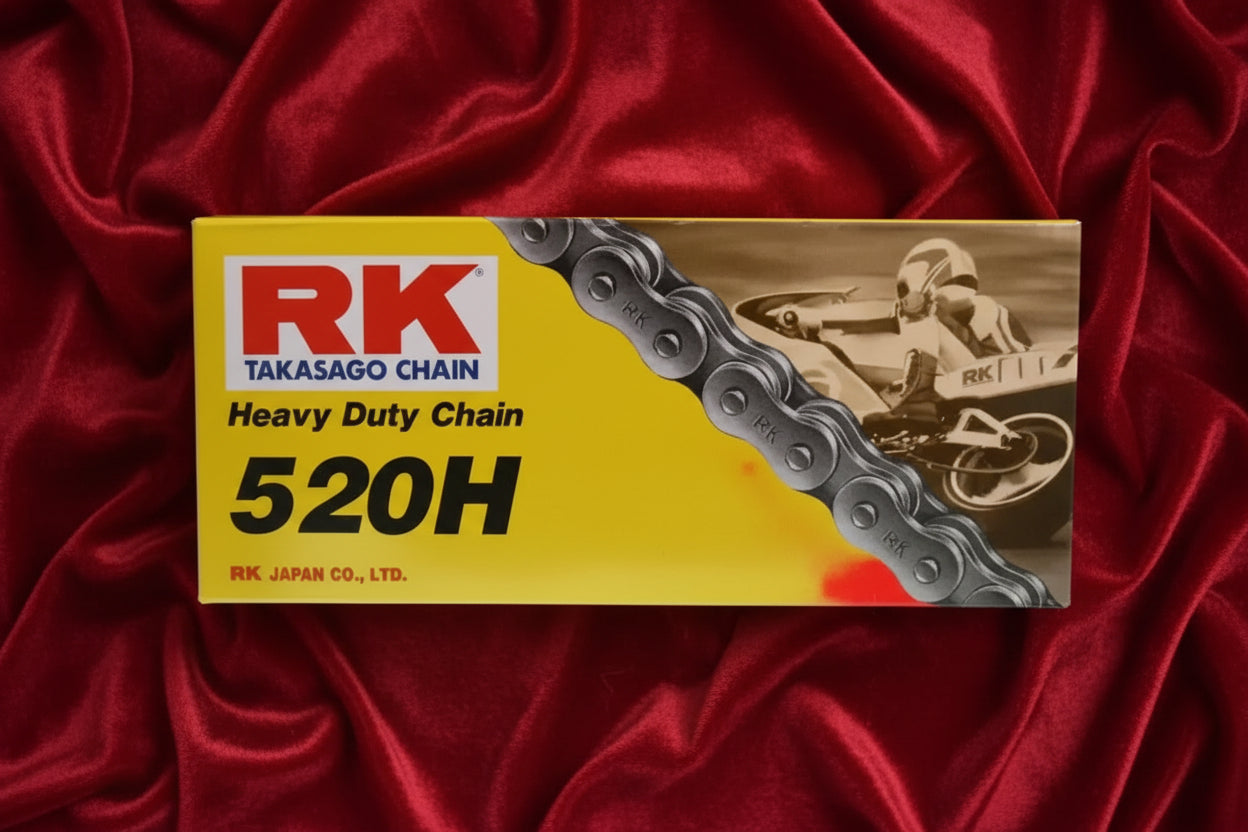 RK®
TAKASAGO CHAIN
Heavy Duty Chain
520H
RK JAPAN CO., LTD.
RK
RK
RK
RK